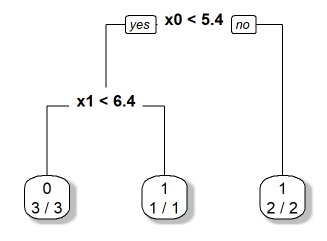 yes x0 < 5.4 no
x1 < 6.4
0 1 1
3 / 3 1 / 1 2 / 2